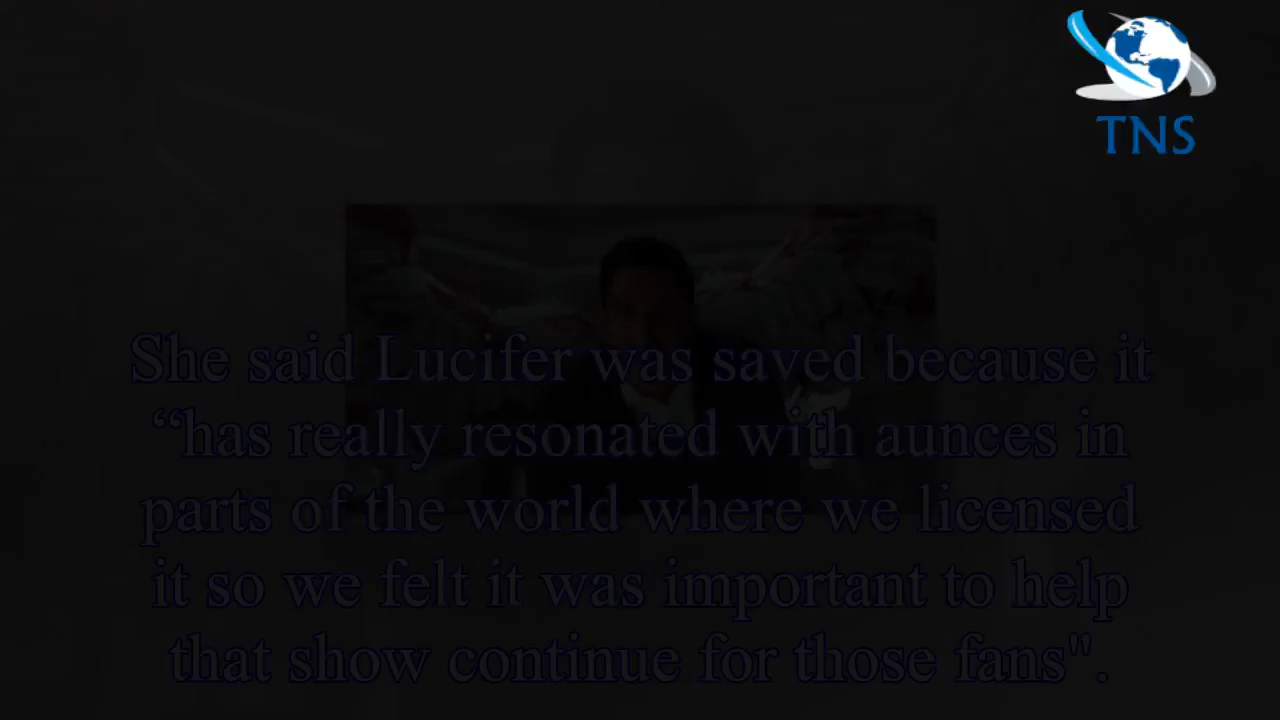 TNS
She said Lucifer was saved because it
“has really resonated with aunces in
parts of the world where we licensed
it so we felt it was important to help
that show continue for those fans".